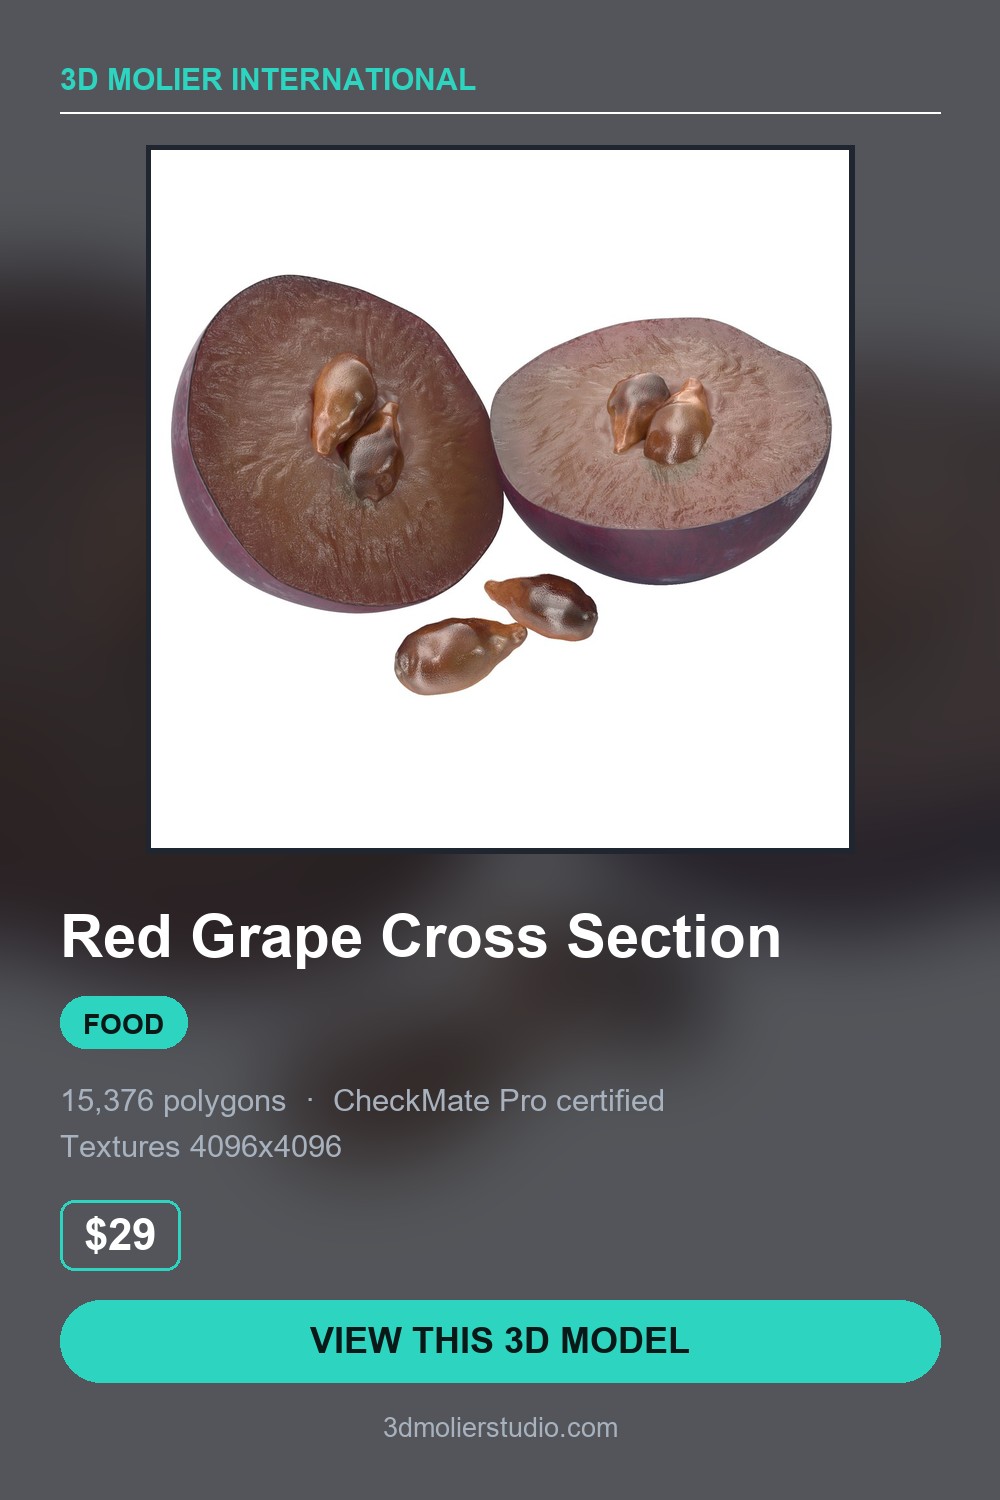 3D MOLIER INTERNATIONAL
Red Grape Cross Section
FOOD
15,376 polygons · CheckMate Pro certified
Textures 4096x4096
$29
VIEW THIS 3D MODEL
3dmolierstudio.com